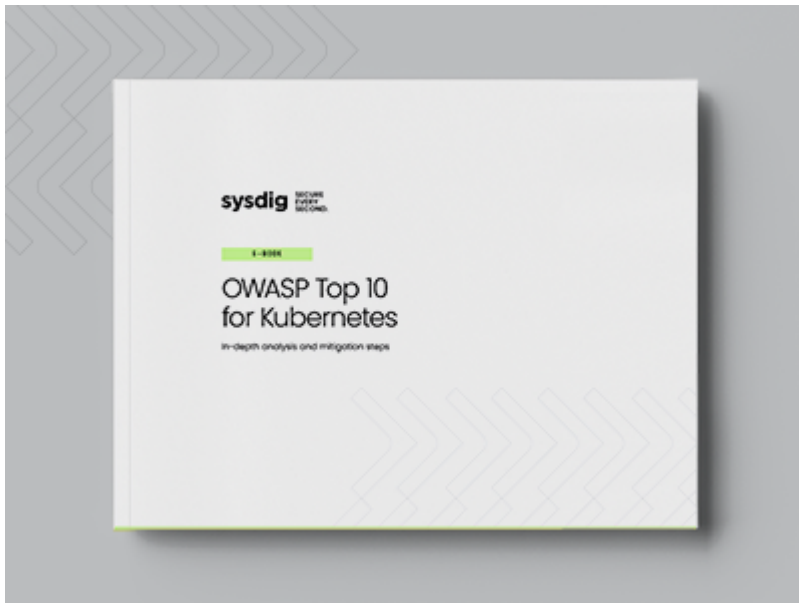 sysdig
SECURE
EVERY
SECOND.
E-BOOK
OWASP Top 10
for Kubernetes
In-depth analysis and mitigation steps